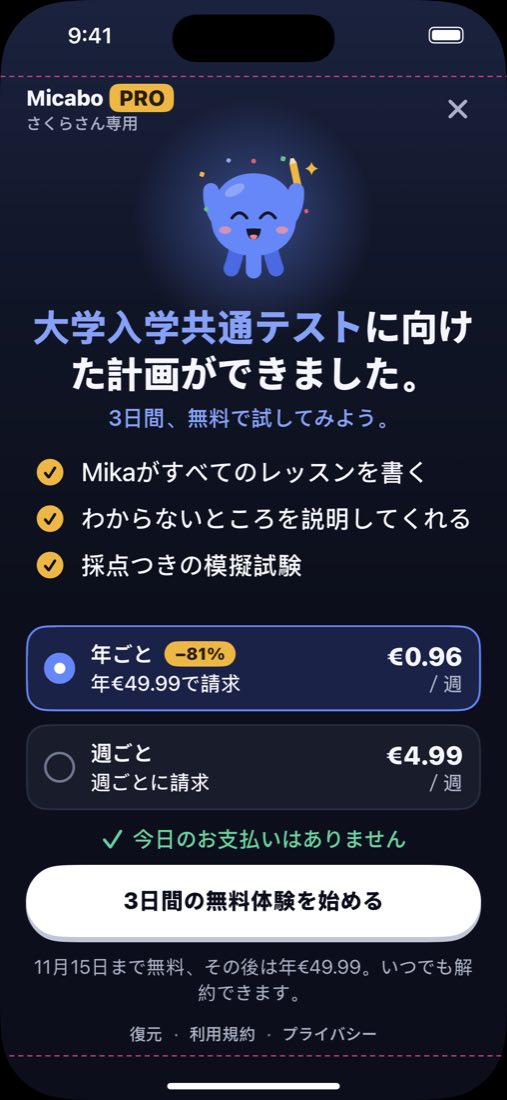 9:41
Micabo PRO
さくらさん専用
大学入学共通テストに向け
た計画ができました。
3日間、無料で試してみよう。
Mikaがすべてのレッスンを書く
わからないところを説明してくれる
採点つきの模擬試験
年ごと −81%
年€49.99で請求
€0.96
/ 週
週ごと
週ごとに請求
€4.99
/ 週
今日のお支払いはありません
3日間の無料体験を始める
11月15日まで無料、その後は年€49.99。いつでも解
約できます。
復元 · 利用規約 · プライバシー